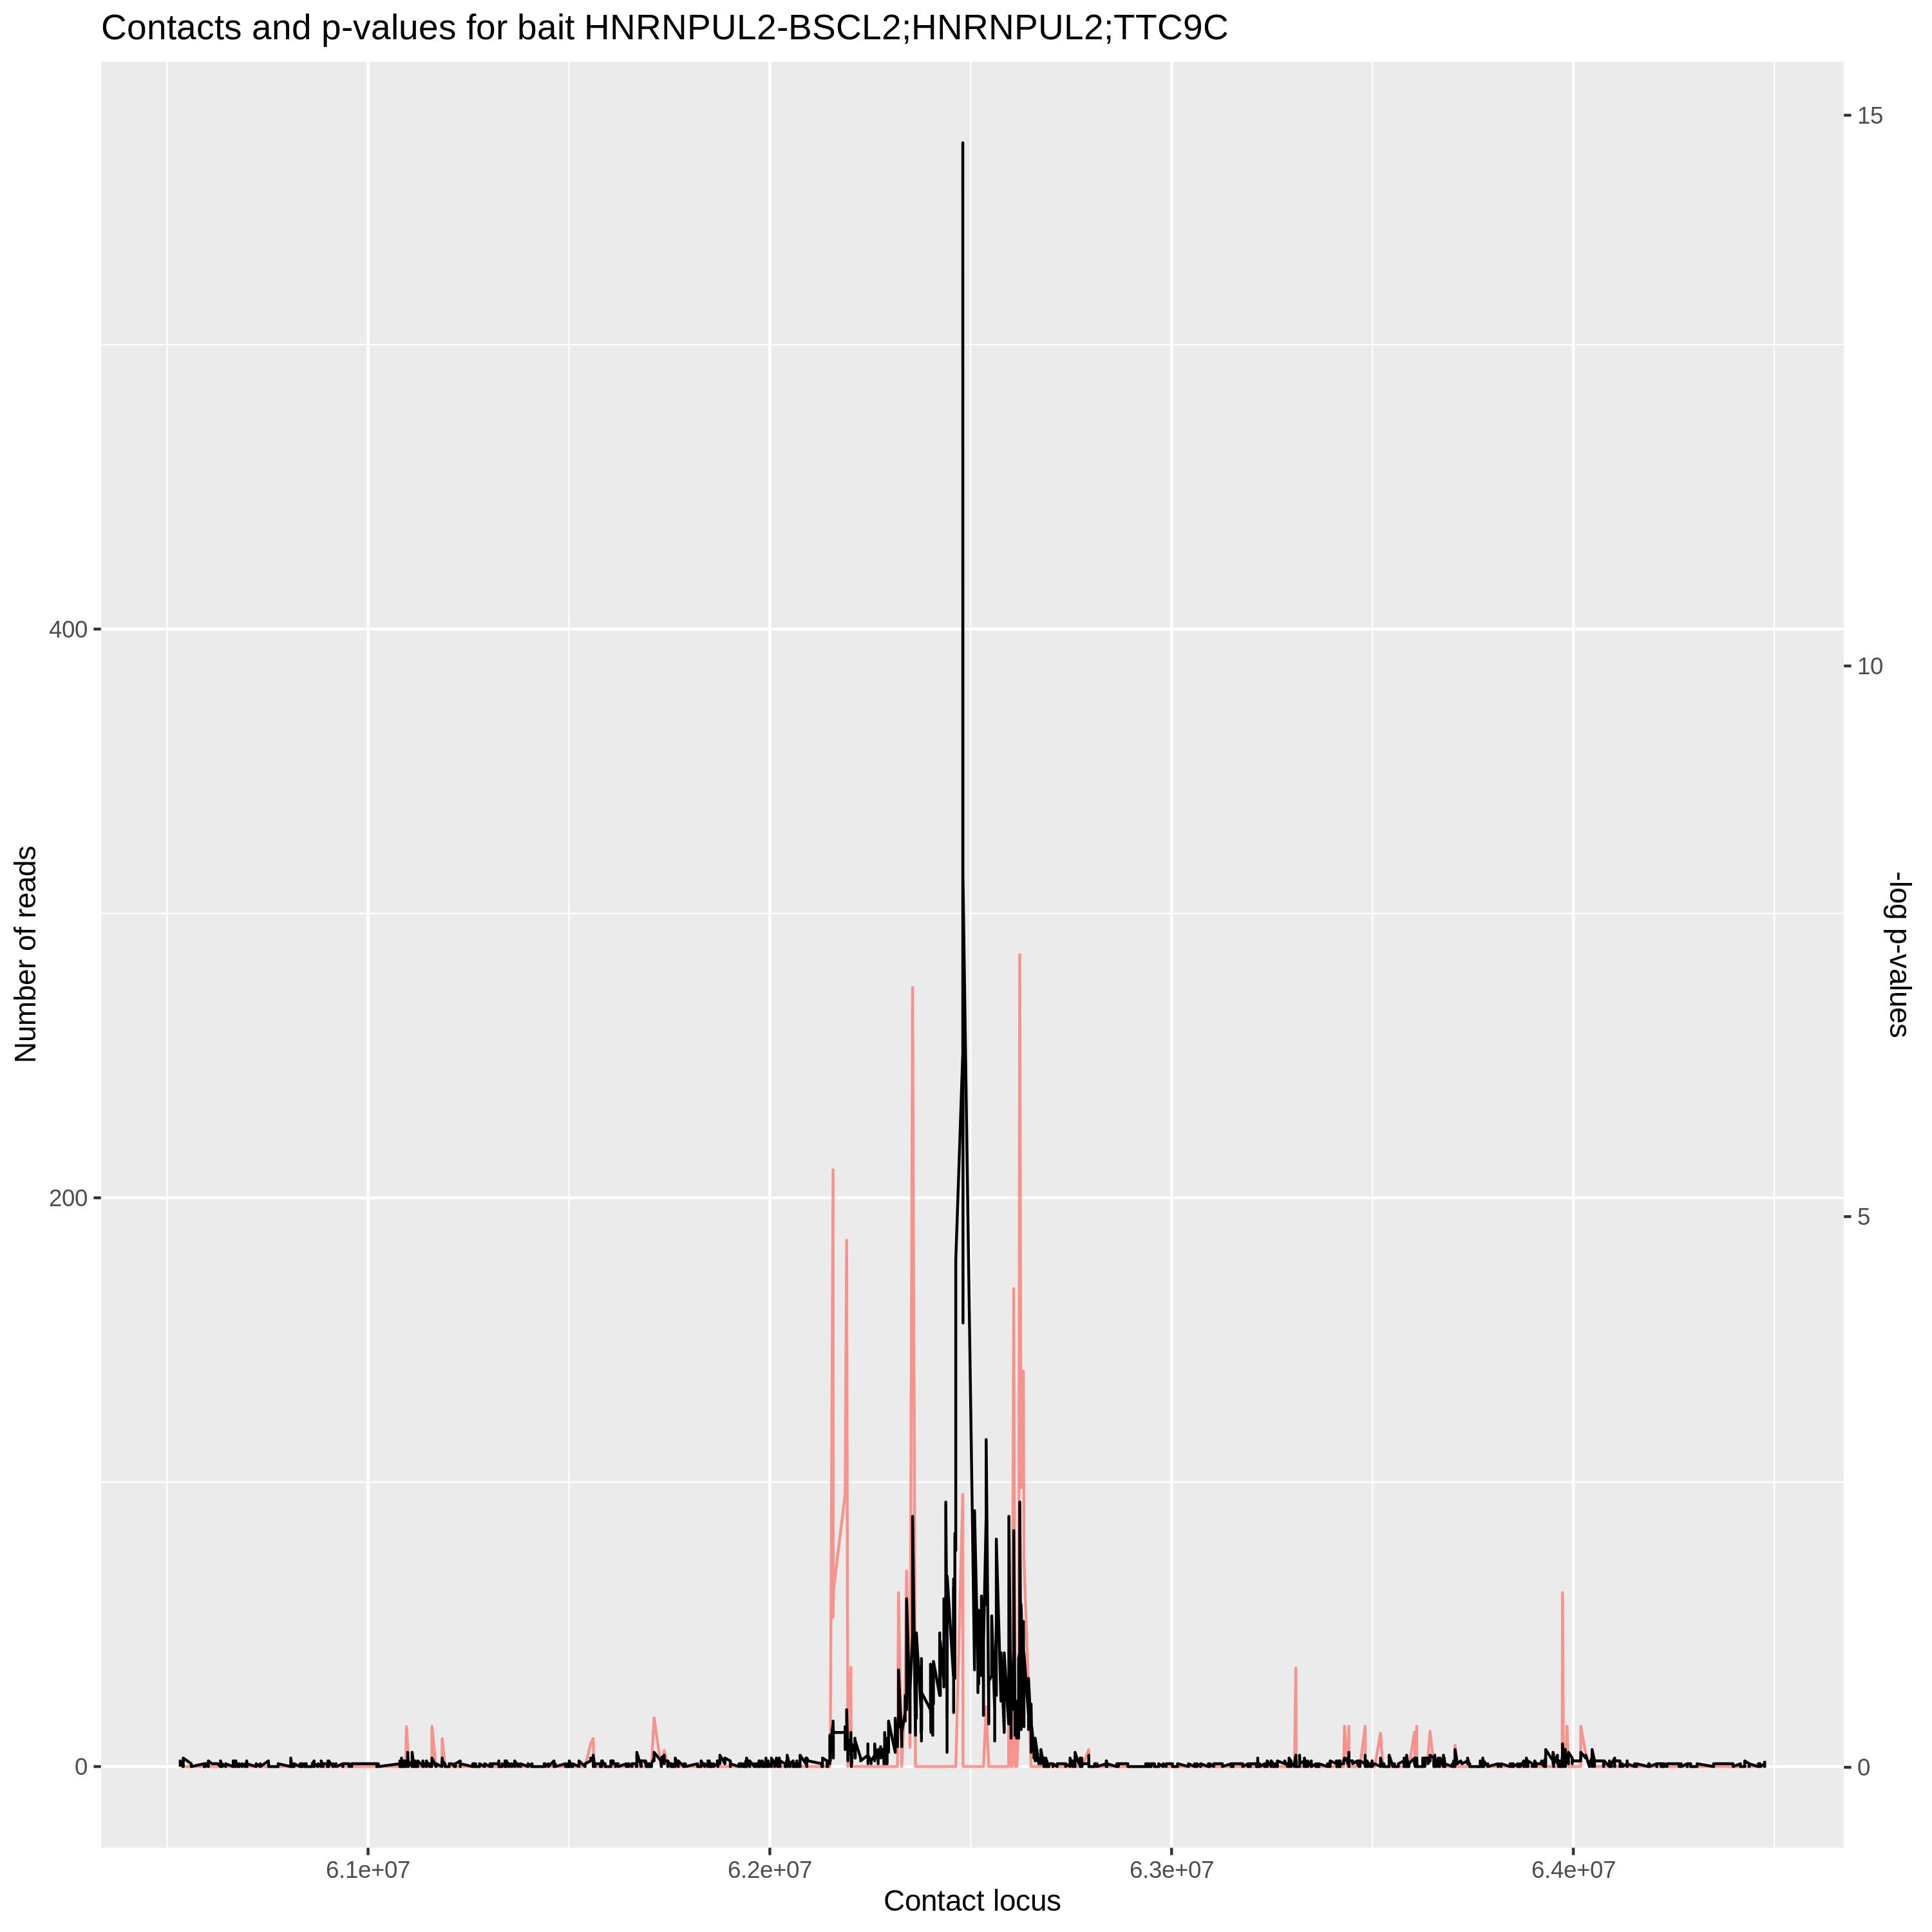 Contacts and p-values for bait HNRNPUL2-BSCL2;HNRNPUL2;TTC9C
15
400
10
Number of reads
-log p-values
200
5
0
0
6.1e+07
6.2e+07
6.3e+07
6.4e+07
Contact locus